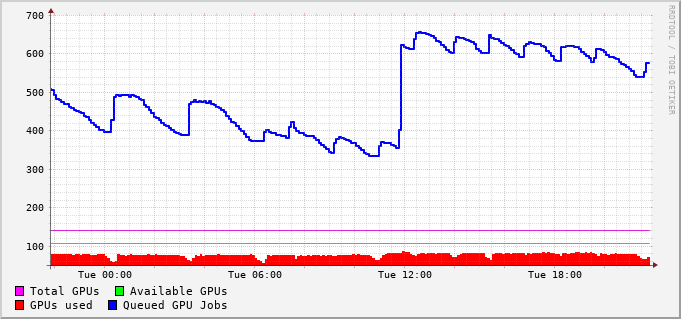 700
600
500
400
300
200
100
Tue 00:00 Tue 06:00 Tue 12:00 Tue 18:00
Total GPUs Available GPUs
GPUs used Queued GPU Jobs
RRDTOOL / TOBI OETIKER